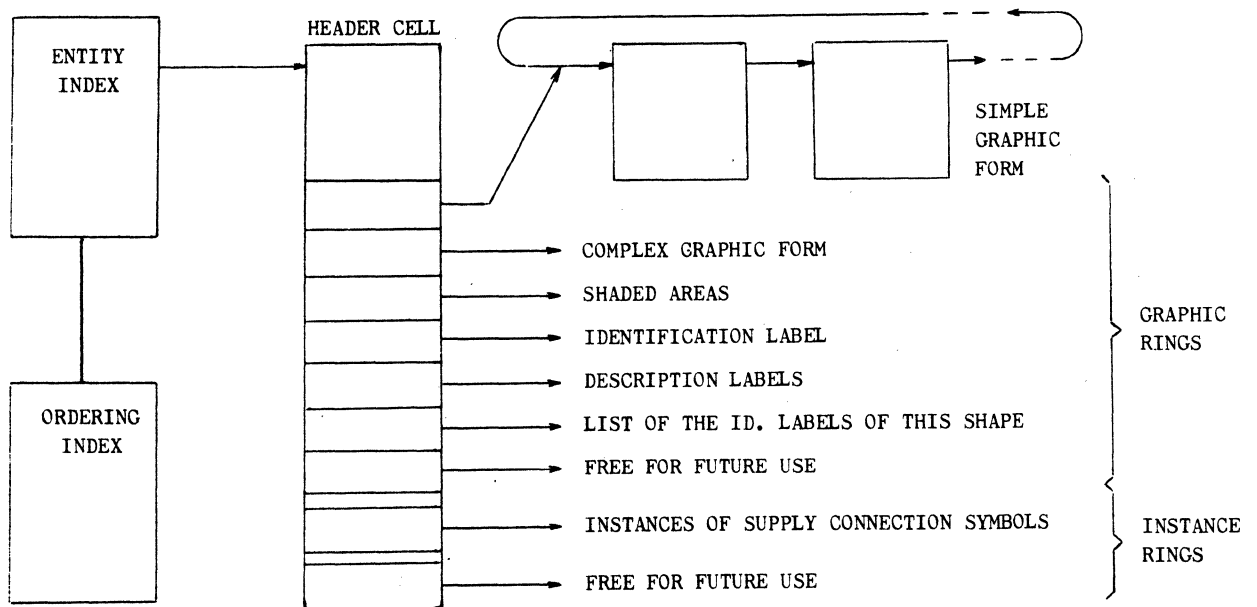 HEADER CELL
ENTITY
INDEX
SIMPLE
GRAPHIC
FORM
COMPLEX GRAPHIC FORM
SHADED AREAS
IDENTIFICATION LABEL
DESCRIPTION LABELS
LIST OF THE ID. LABELS OF THIS SHAPE
FREE FOR FUTURE USE
GRAPHIC
RINGS
ORDERING
INDEX
INSTANCES OF SUPPLY CONNECTION SYMBOLS
FREE FOR FUTURE USE
INSTANCE
RINGS